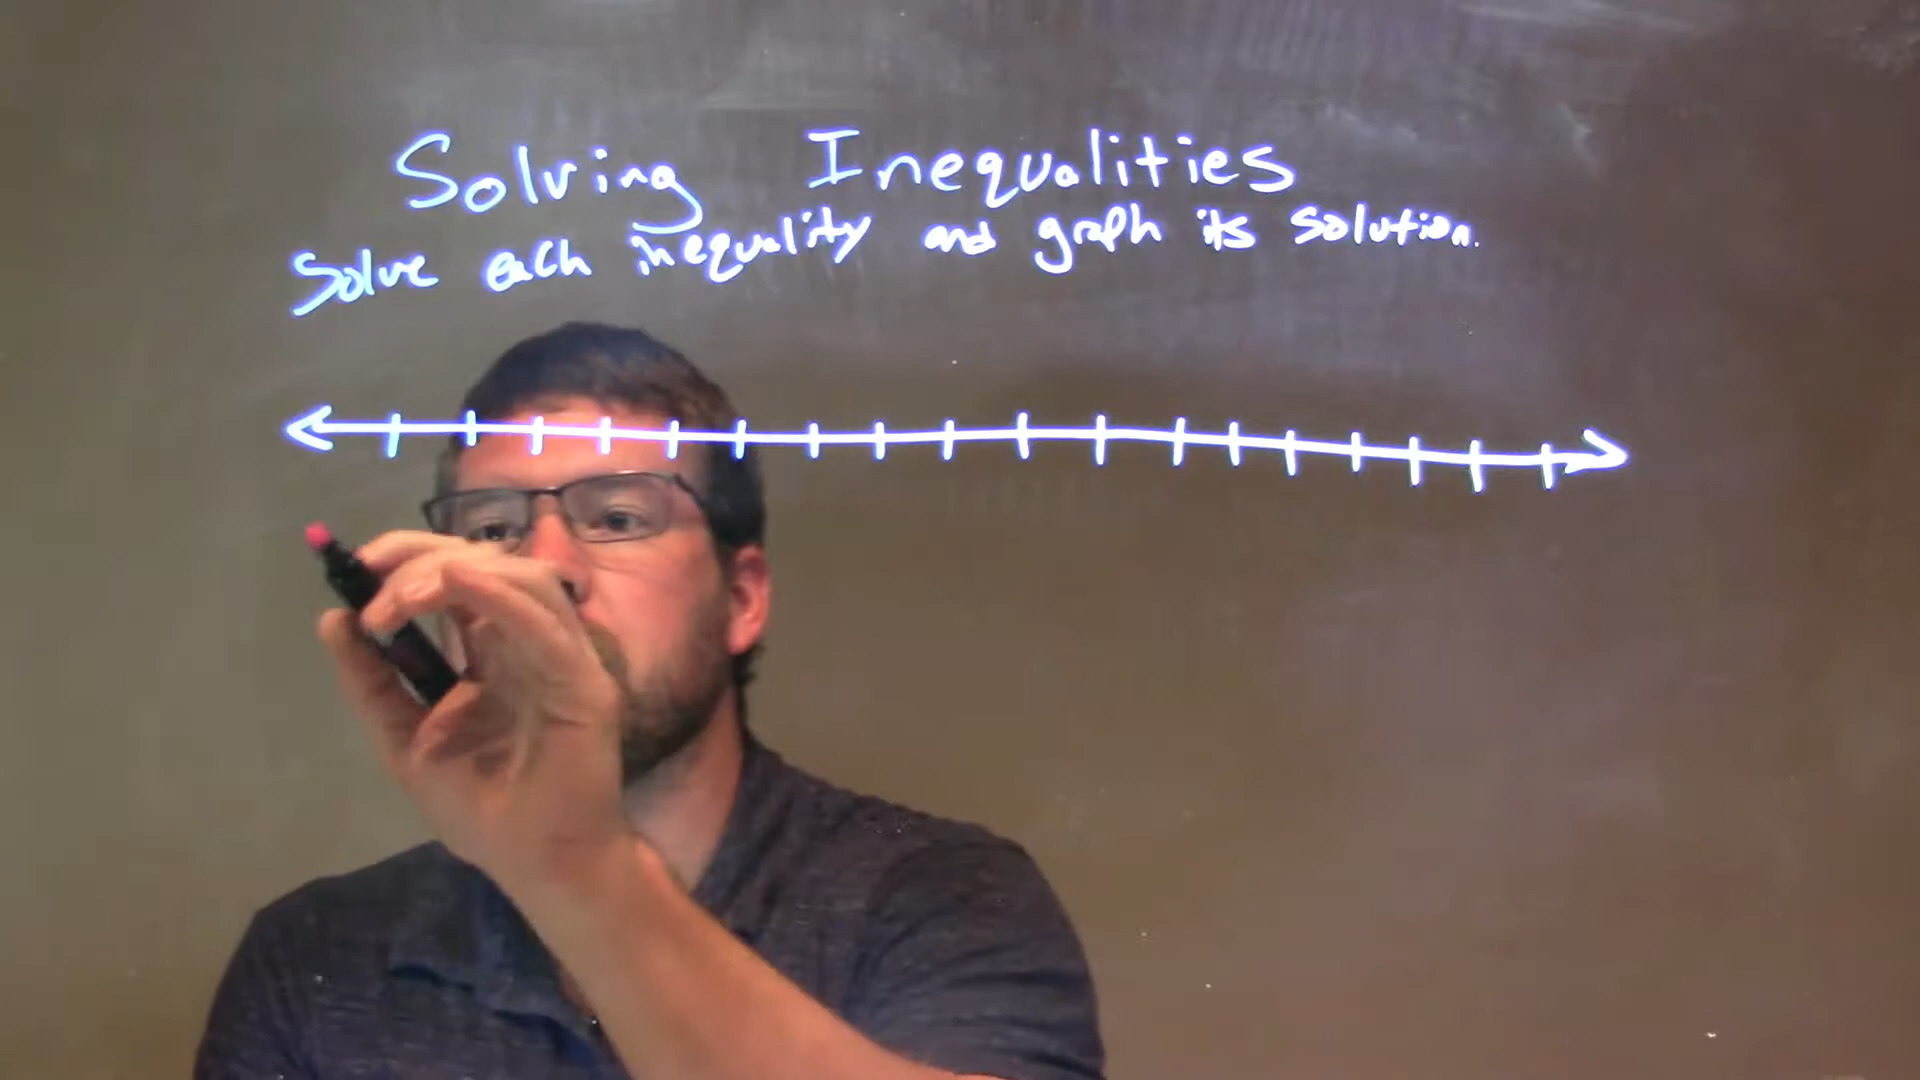 Solving Inequalities
Solve each inequality and graph its solution.